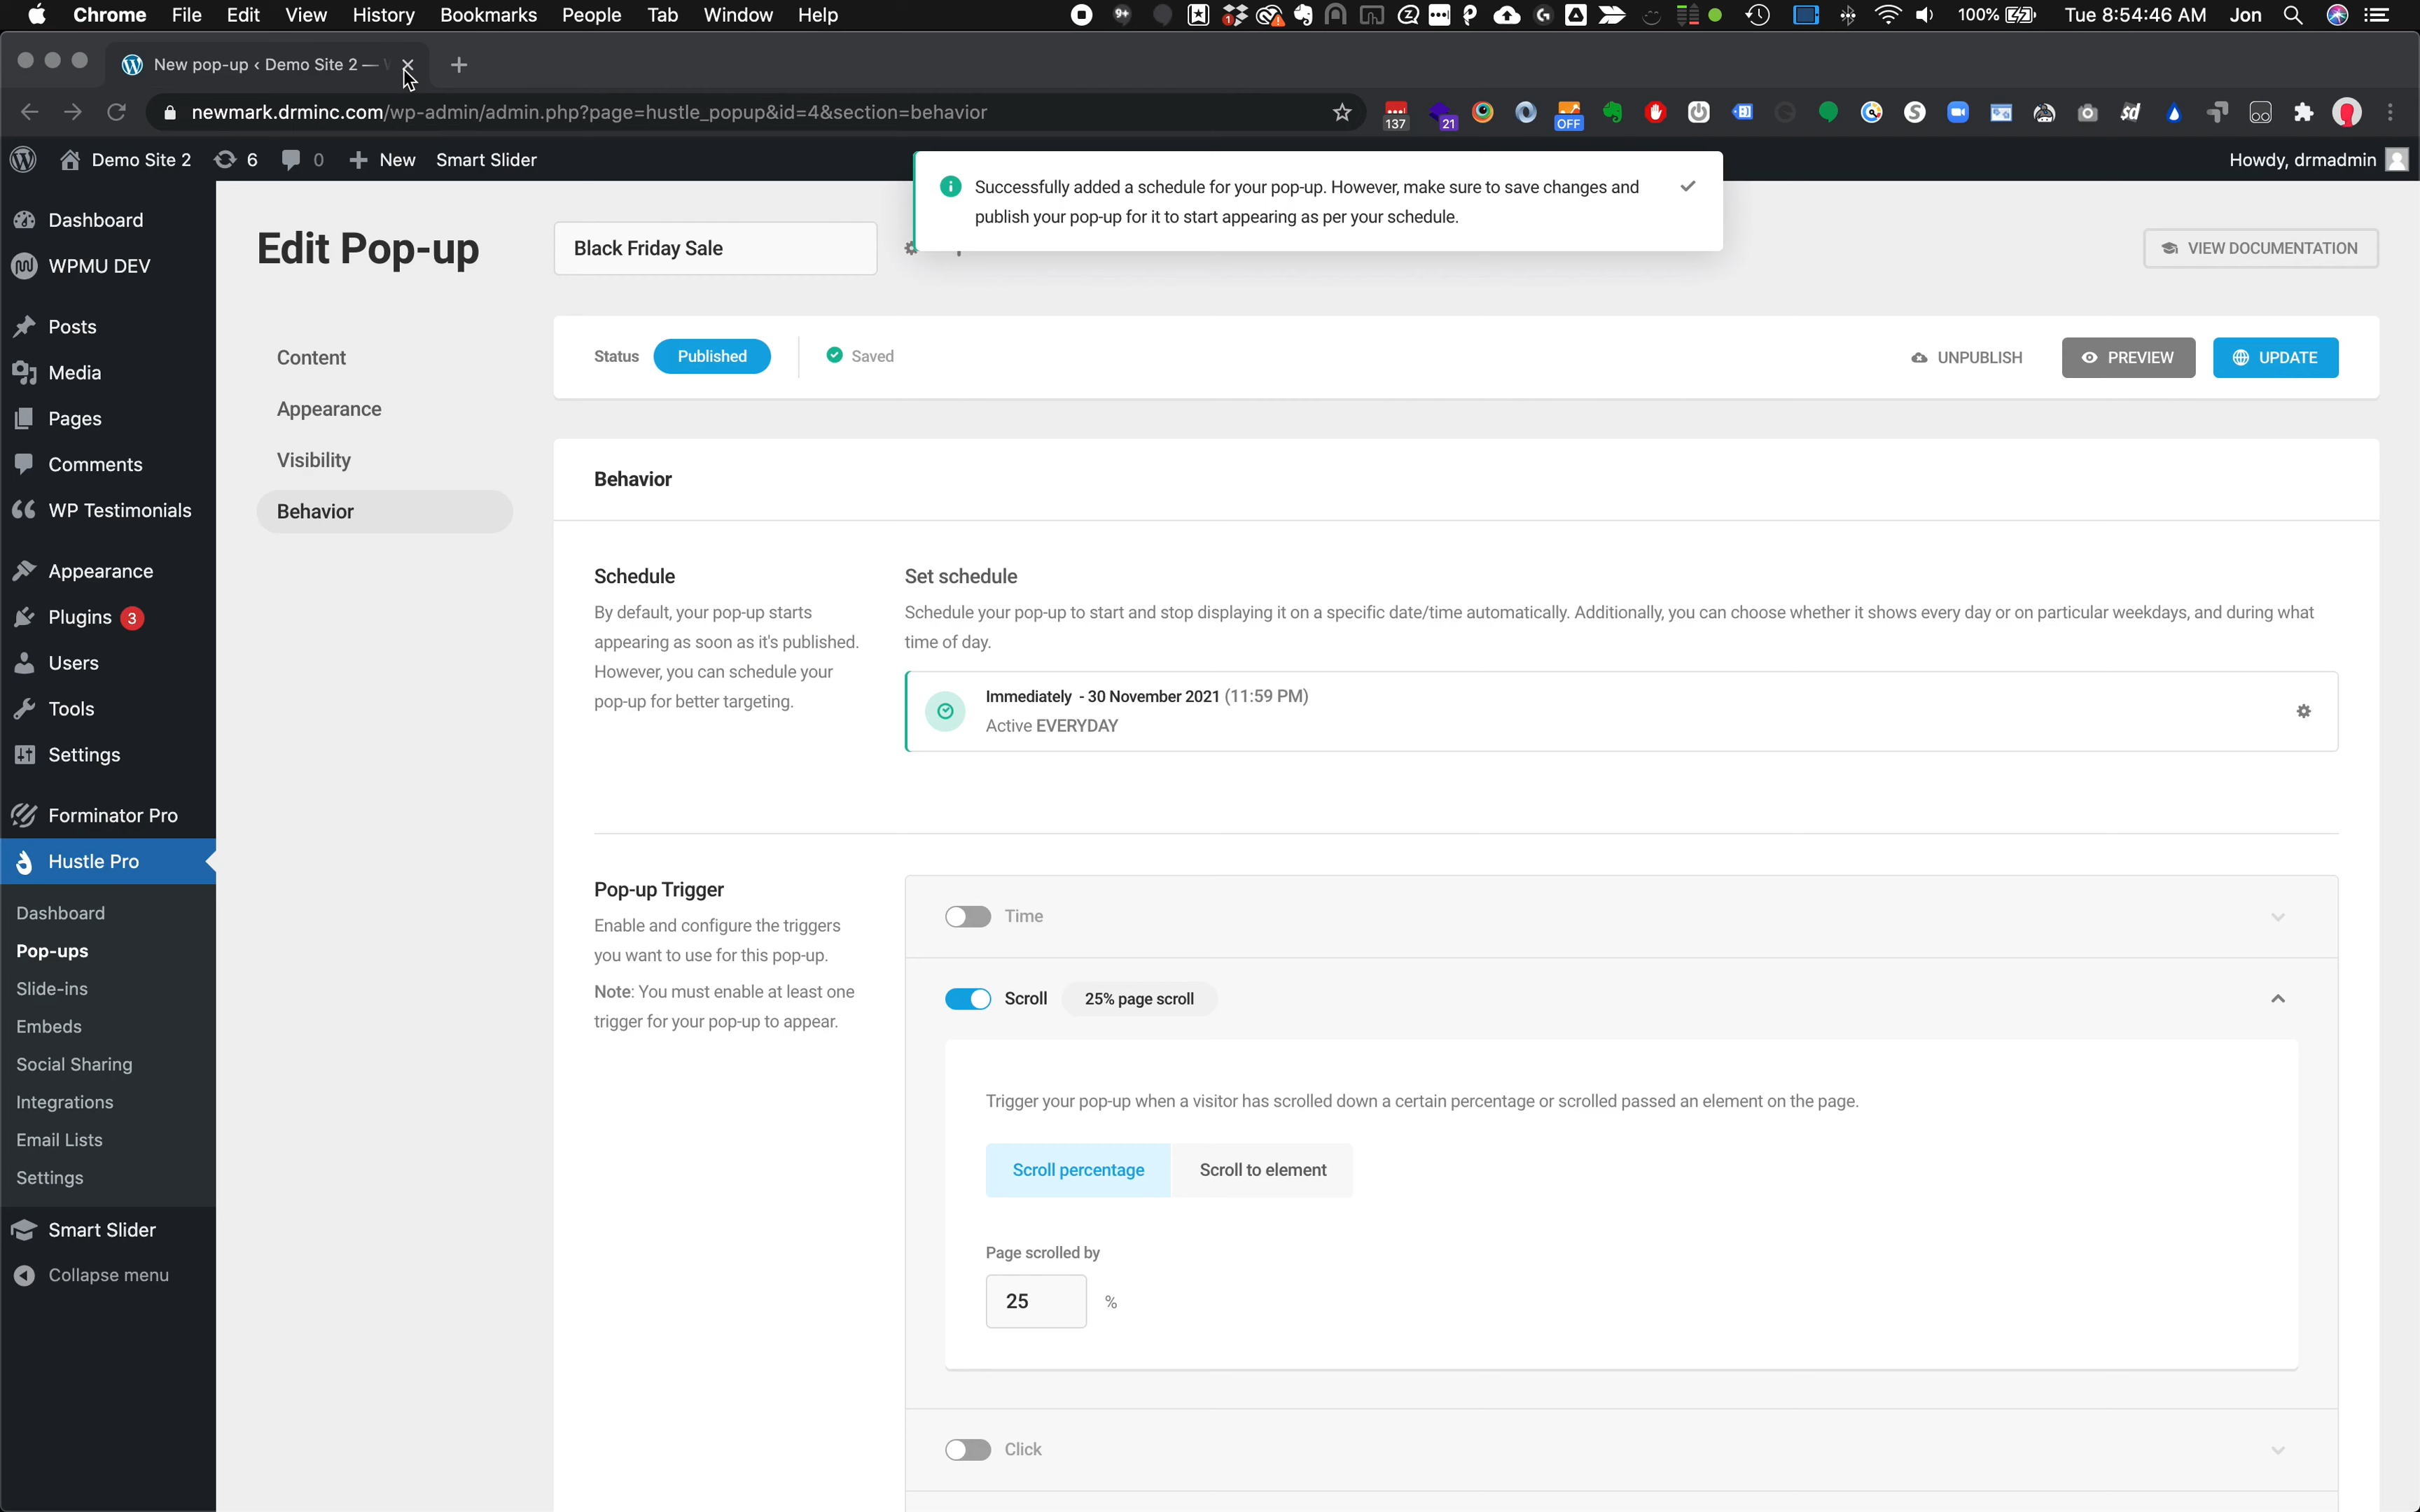 Chrome File Edit View History Bookmarks People Tab Window Help
9+ 1 100% Tue 8:54:46 AM Jon
New pop-up ‹ Demo Site 2 —
newmark.drminc.com/wp-admin/admin.php?page=hustle_popup&id=4&section=behavior
137 21 OFF
Demo Site 2 6 0 New Smart Slider
Howdy, drmadmin
Successfully added a schedule for your pop-up. However, make sure to save changes and
publish your pop-up for it to start appearing as per your schedule.
Dashboard
WPMU DEV
Posts
Media
Pages
Comments
WP Testimonials
Appearance
Plugins 3
Users
Tools
Settings
Forminator Pro
Hustle Pro
Dashboard
Pop-ups
Slide-ins
Embeds
Social Sharing
Integrations
Email Lists
Settings
Smart Slider
Collapse menu
Edit Pop-up
Black Friday Sale
VIEW DOCUMENTATION
Content
Appearance
Visibility
Behavior
Status Published Saved
UNPUBLISH PREVIEW UPDATE
Behavior
Schedule
By default, your pop-up starts
appearing as soon as it's published.
However, you can schedule your
pop-up for better targeting.
Set schedule
Schedule your pop-up to start and stop displaying it on a specific date/time automatically. Additionally, you can choose whether it shows every day or on particular weekdays, and during what
time of day.
Immediately - 30 November 2021 (11:59 PM)
Active EVERYDAY
Pop-up Trigger
Enable and configure the triggers
you want to use for this pop-up.
Note: You must enable at least one
trigger for your pop-up to appear.
Time
Scroll 25% page scroll
Trigger your pop-up when a visitor has scrolled down a certain percentage or scrolled passed an element on the page.
Scroll percentage Scroll to element
Page scrolled by
25 %
Click